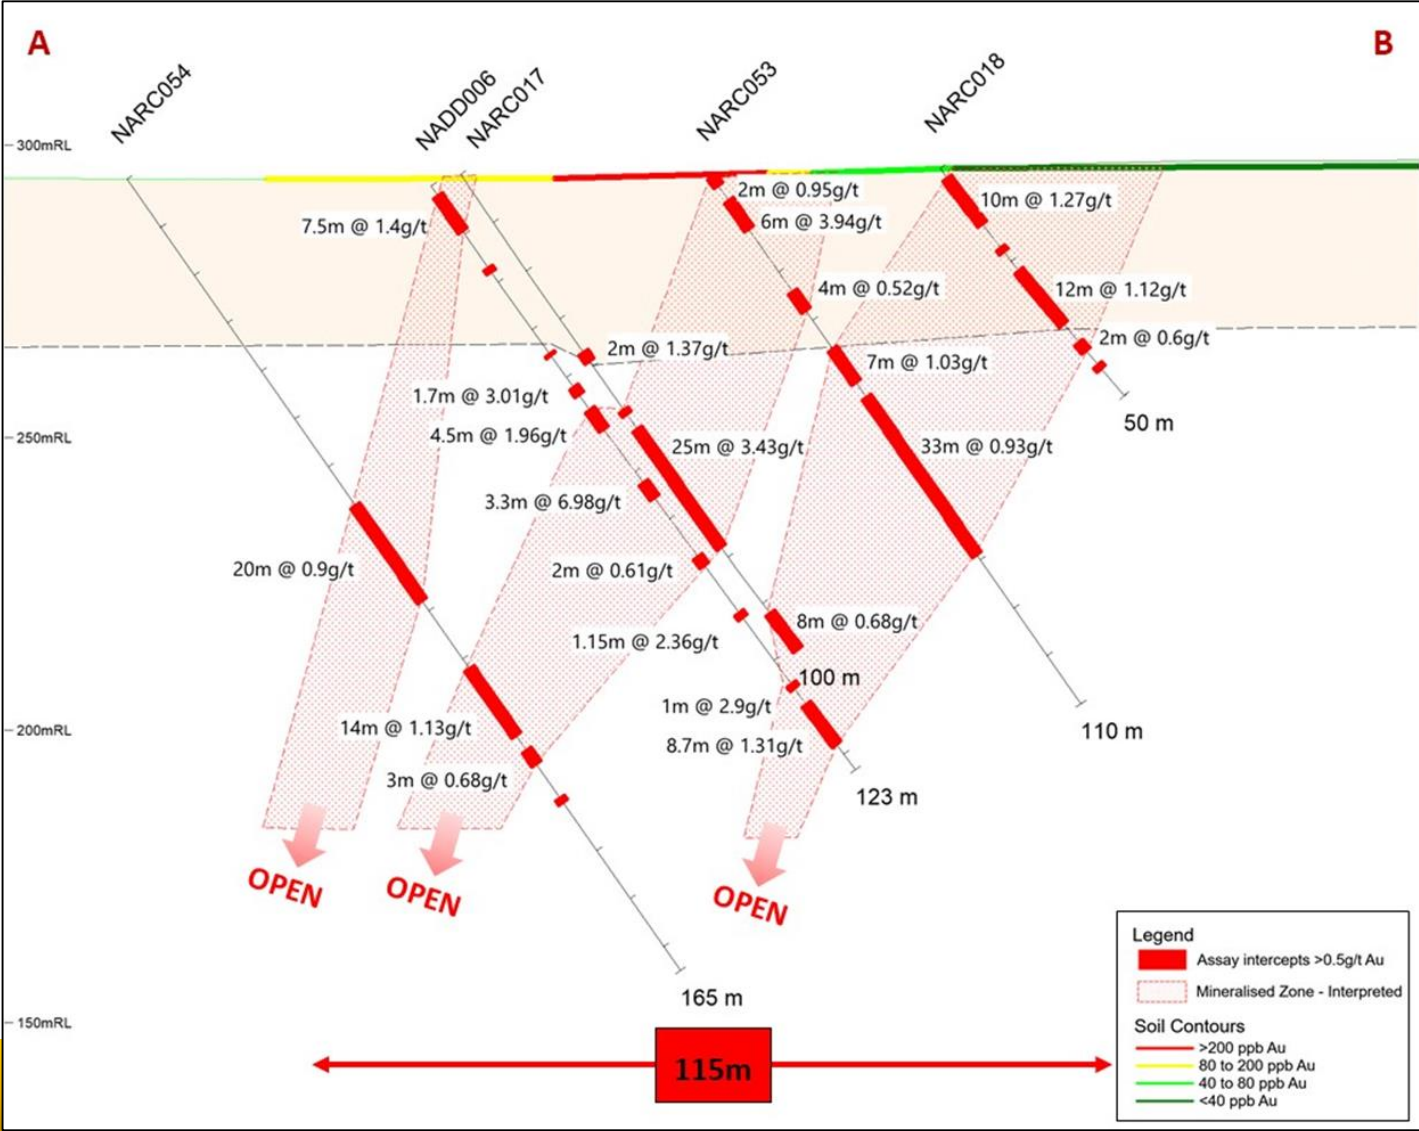 A
B
NARC054
NADD006
NARC017
NARC053
NARC018
300mRL
2m @ 0.95g/t
10m @ 1.27g/t
7.5m @ 1.4g/t
6m @ 3.94g/t
4m @ 0.52g/t
12m @ 1.12g/t
2m @ 1.37g/t
2m @ 0.6g/t
7m @ 1.03g/t
1.7m @ 3.01g/t
50 m
250mRL
4.5m @ 1.96g/t
25m @ 3.43g/t
33m @ 0.93g/t
3.3m @ 6.98g/t
20m @ 0.9g/t
2m @ 0.61g/t
8m @ 0.68g/t
1.15m @ 2.36g/t
100 m
1m @ 2.9g/t
200mRL
14m @ 1.13g/t
110 m
8.7m @ 1.31g/t
3m @ 0.68g/t
123 m
OPEN
OPEN
OPEN
165 m
150mRL
115m
Legend
Assay intercepts >0.5g/t Au
Mineralised Zone - Interpreted
Soil Contours
>200 ppb Au
80 to 200 ppb Au
40 to 80 ppb Au
<40 ppb Au